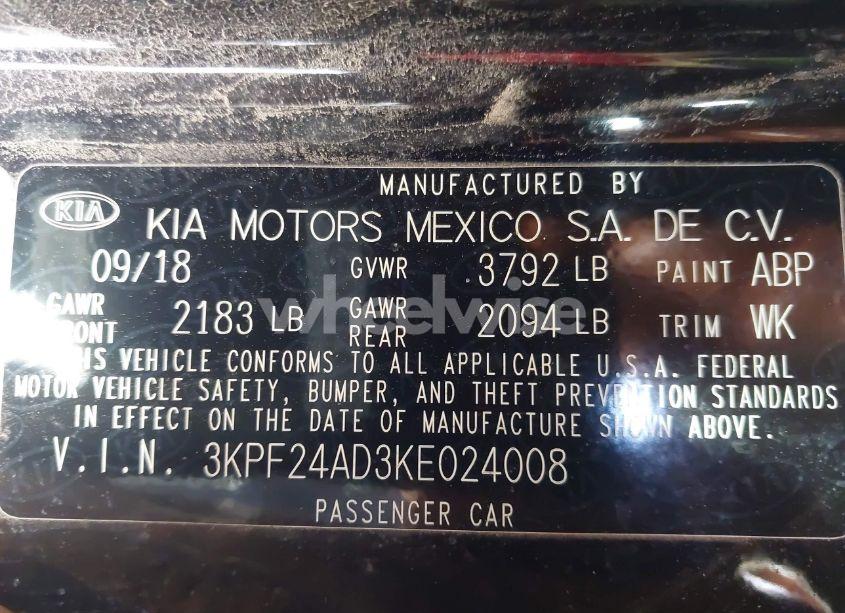 MANUFACTURED BY
KIA KIA MOTORS MEXICO S.A. DE C.V.
09/18 GVWR 3792 LB PAINT ABP
GAWR FRONT 2183 LB GAWR REAR 2094 LB TRIM WK
THIS VEHICLE CONFORMS TO ALL APPLICABLE U.S.A. FEDERAL
MOTOR VEHICLE SAFETY, BUMPER, AND THEFT PREVENTION STANDARDS
IN EFFECT ON THE DATE OF MANUFACTURE SHOWN ABOVE.
V.I.N. 3KPF24AD3KE024008
PASSENGER CAR
wheelwise